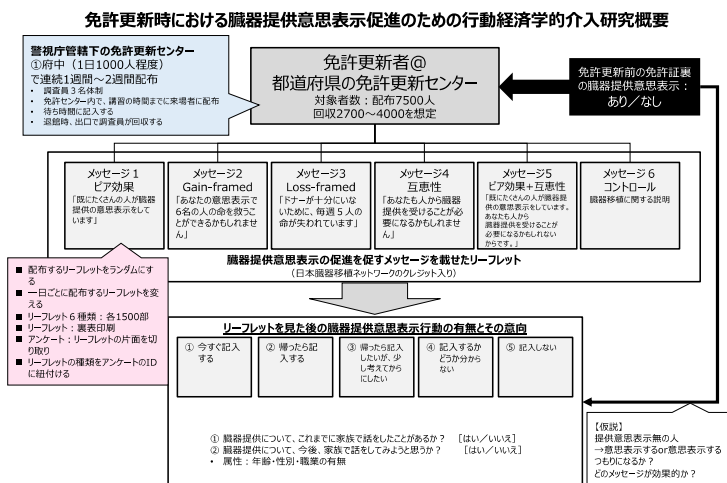 免許更新時における臓器提供意思表示促進のための行動経済学的介入研究概要
警視庁管轄下の免許更新センター
①府中（1日1000人程度）
で連続1週間～2週間配布
• 調査員３名体制
• 免許センター内で、講習の時間までに来場者に配布
• 待ち時間に記入する
• 退館時、出口で調査員が回収する
免許更新者@
都道府県の免許更新センター
対象者数：配布7500人
回収2700～4000を想定
免許更新前の免許証裏
の臓器提供意思表示：
あり／なし
メッセージ１
ピア効果
「既にたくさんの人が臓器
提供の意思表示をして
います」
メッセージ2
Gain-framed
「あなたの意思表示で
6名の人の命を救うこ
とができるかもしれませ
ん」
メッセージ3
Loss-framed
「ドナーが十分にいな
いために、毎週５人の
命が失われています」
メッセージ4
互恵性
「あなたも人から臓器
提供を受けることが必
要になるかもしれませ
ん」
メッセージ5
ピア効果+互恵性
「既にたくさんの人が臓器提
供の意思表示をしています。
あなたも人から
臓器提供を受けることが
必要になるかもしれない
からです。」
メッセージ６
コントロール
臓器移植に関する説明
臓器提供意思表示の促進を促すメッセージを載せたリーフレット
（日本臓器移植ネットワークのクレジット入り）
■ 配布するリーフレットをランダムにす
る
■ 一日ごとに配布するリーフレットを変
える
■ リーフレット６種類：各1500部
■ リーフレット：裏表印刷
■ アンケート：リーフレットの片面を切
り取り
■ リーフレットの種類をアンケートのID
に紐付ける
リーフレットを見た後の臓器提供意思表示行動の有無とその意向
① 今すぐ記入
する
② 帰ったら記
入する
③ 帰ったら記入
したいが、少
し考えてから
にしたい
④ 記入するか
どうか分から
ない
⑤ 記入しない
① 臓器提供について、これまでに家族で話をしたことがあるか？ ［はい／いいえ］
② 臓器提供について、今後、家族で話をしてみようと思うか？ ［はい／いいえ］
• 属性：年齢・性別・職業の有無
【仮説】
提供意思表示無の人
→意思表示するor意思表示する
つもりになるか？
どのメッセージが効果的か？